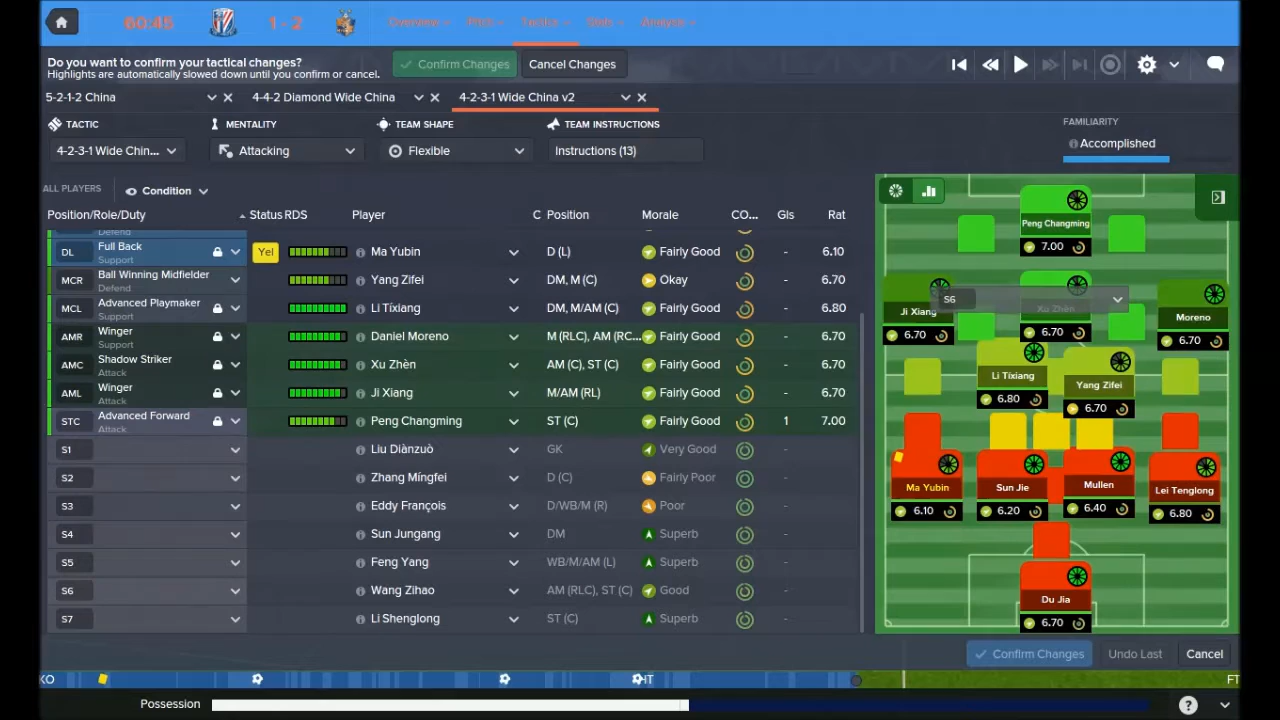 60:45
1 - 2
Overview
Pitch
Tactics
Stats
Analysis
Do you want to confirm your tactical changes?
Highlights are automatically slowed down until you confirm or cancel.
Confirm Changes
Cancel Changes
5-2-1-2 China
4-4-2 Diamond Wide China
4-2-3-1 Wide China v2
TACTIC
MENTALITY
TEAM SHAPE
TEAM INSTRUCTIONS
FAMILIARITY
4-2-3-1 Wide Chin...
Attacking
Flexible
Instructions (13)
Accomplished
ALL PLAYERS
Condition
Position/Role/Duty
Status
RDS
Player
C
Position
Morale
CO...
Gls
Rat
Defend
DL Full Back Support Yel Ma Yubin D (L) Fairly Good - 6.10
MCR Ball Winning Midfielder Defend Yang Zifei DM, M (C) Okay - 6.70
MCL Advanced Playmaker Support Li Tíxiang DM, M/AM (C) Fairly Good - 6.80
AMR Winger Support Daniel Moreno M (RLC), AM (RC... Fairly Good - 6.70
AMC Shadow Striker Attack Xu Zhèn AM (C), ST (C) Fairly Good - 6.70
AML Winger Attack Ji Xiang M/AM (RL) Fairly Good - 6.70
STC Advanced Forward Attack Peng Changming ST (C) Fairly Good 1 7.00
S1 Liu Diànzuò GK Very Good -
S2 Zhang Míngfei D (C) Fairly Poor -
S3 Eddy François D/WB/M (R) Poor -
S4 Sun Jungang DM Superb -
S5 Feng Yang WB/M/AM (L) Superb -
S6 Wang Zihao AM (RLC), ST (C) Good -
S7 Li Shenglong ST (C) Superb -
Peng Changming
7.00
S6
Ji Xiang
6.70
Xu Zhèn
6.70
Moreno
6.70
Li Tíxiang
6.80
Yang Zifei
6.70
Ma Yubin
6.10
Sun Jie
6.20
Mullen
6.40
Lei Tenglong
6.80
Du Jia
6.70
Confirm Changes
Undo Last
Cancel
KO
HT
FT
Possession
?